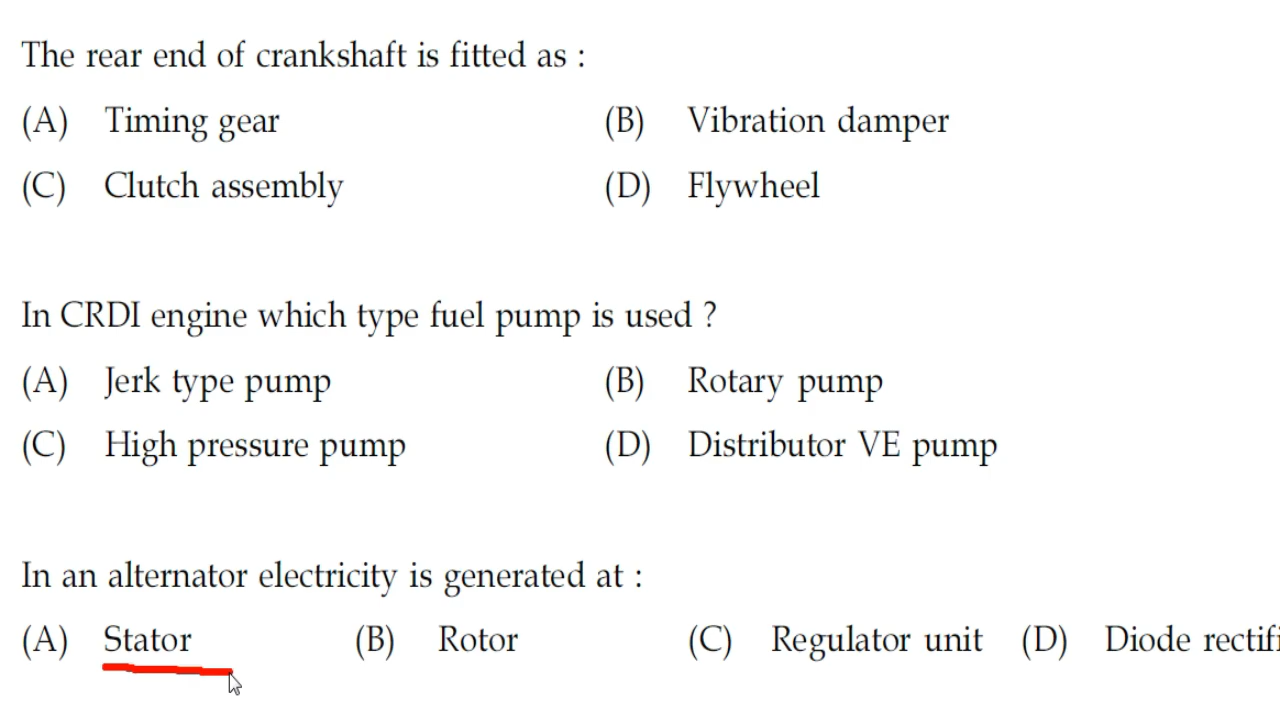 The rear end of crankshaft is fitted as :
(A) Timing gear (B) Vibration damper
(C) Clutch assembly (D) Flywheel
In CRDI engine which type fuel pump is used ?
(A) Jerk type pump (B) Rotary pump
(C) High pressure pump (D) Distributor VE pump
In an alternator electricity is generated at :
(A) Stator (B) Rotor (C) Regulator unit (D) Diode